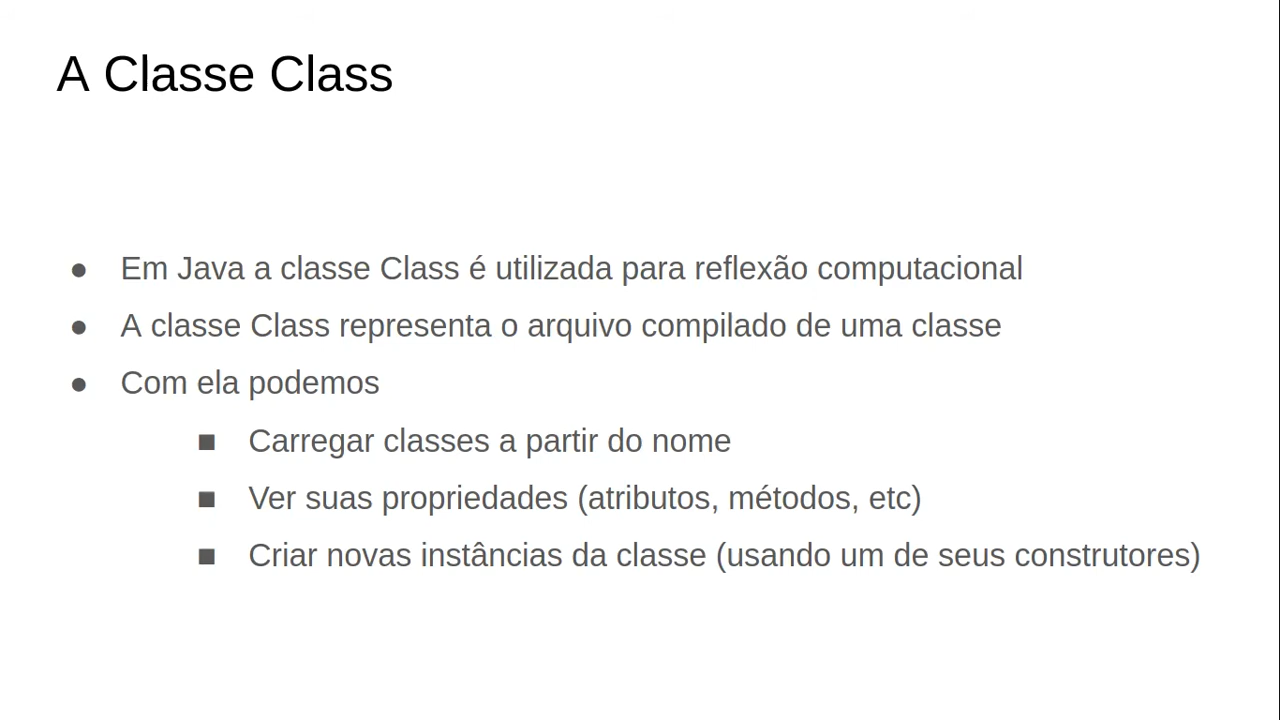 A Classe Class
● Em Java a classe Class é utilizada para reflexão computacional
● A classe Class representa o arquivo compilado de uma classe
● Com ela podemos
■ Carregar classes a partir do nome
■ Ver suas propriedades (atributos, métodos, etc)
■ Criar novas instâncias da classe (usando um de seus construtores)